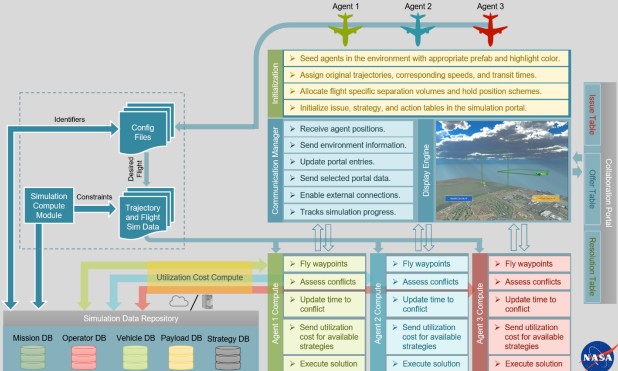 Agent 1
Agent 2
Agent 3
Initialization
➢ Seed agents in the environment with appropriate prefab and highlight color.
➢ Assign original trajectories, corresponding speeds, and transit times.
➢ Allocate flight specific separation volumes and hold position schemes.
➢ Initialize issue, strategy, and action tables in the simulation portal.
Identifiers
Config
Files
Desired
Flight
Simulation
Compute
Module
Constraints
Trajectory
and Flight
Sim Data
Communication Manager
➢ Receive agent positions.
➢ Send environment information.
➢ Update portal entries.
➢ Send selected portal data.
➢ Enable external connections.
➢ Tracks simulation progress.
Display Engine
Issue Table
Offer Table
Resolution Table
Collaboration Portal
Utilization Cost Compute
Simulation Data Repository
Mission DB
Operator DB
Vehicle DB
Payload DB
Strategy DB
Agent 1 Compute
➢ Fly waypoints
➢ Assess conflicts
➢ Update time to
conflict
➢ Send utilization
cost for available
strategies
➢ Execute solution
Agent 2 Compute
➢ Fly waypoints
➢ Assess conflicts
➢ Update time to
conflict
➢ Send utilization
cost for available
strategies
➢ Execute solution
Agent 3 Compute
➢ Fly waypoints
➢ Assess conflicts
➢ Update time to
conflict
➢ Send utilization
cost for available
strategies
➢ Execute solution
NASA